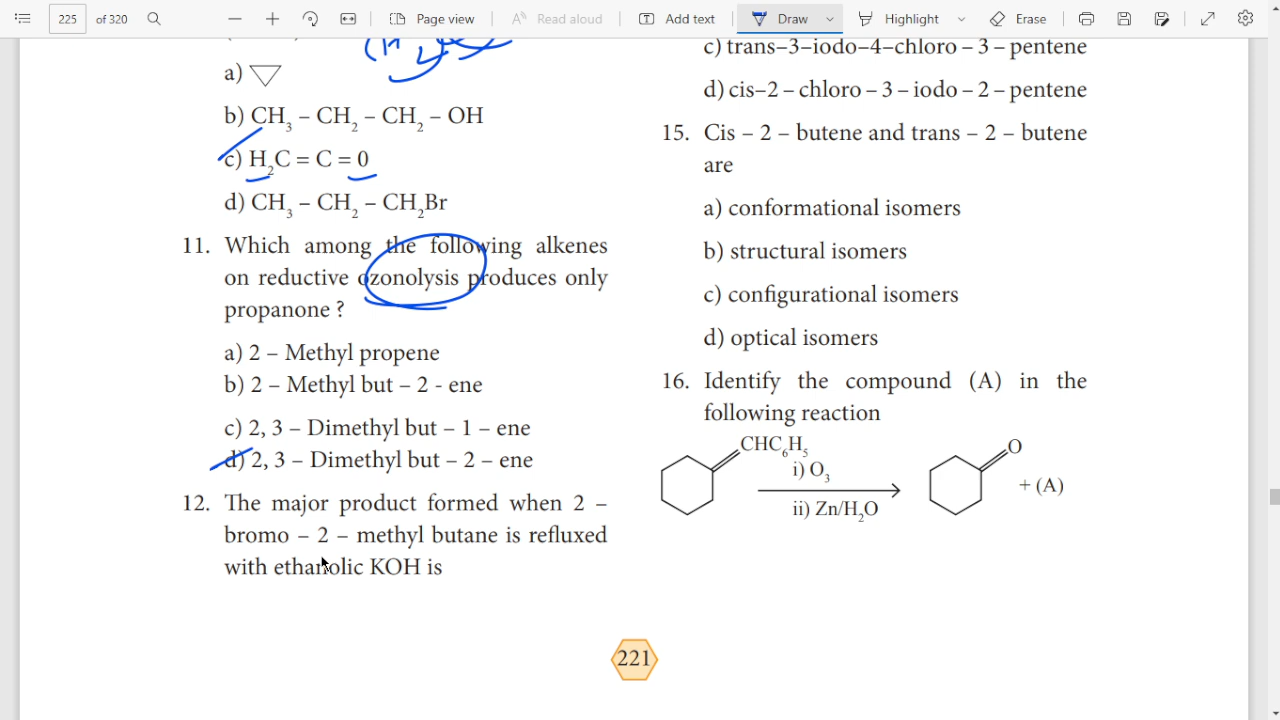 225 of 320 Page view Read aloud Add text Draw Highlight Erase
a)
b) CH3 – CH2 – CH2 – OH
c) H2C = C = 0
d) CH3 – CH2 – CH2Br
11. Which among the following alkenes
on reductive ozonolysis produces only
propanone ?
a) 2 – Methyl propene
b) 2 – Methyl but – 2 - ene
c) 2, 3 – Dimethyl but – 1 – ene
d) 2, 3 – Dimethyl but – 2 – ene
12. The major product formed when 2 –
bromo – 2 – methyl butane is refluxed
with ethanolic KOH is
c) trans–3–iodo–4–chloro – 3 – pentene
d) cis–2 – chloro – 3 – iodo – 2 – pentene
15. Cis – 2 – butene and trans – 2 – butene
are
a) conformational isomers
b) structural isomers
c) configurational isomers
d) optical isomers
16. Identify the compound (A) in the
following reaction
CHC6H5
i) O3
ii) Zn/H2O
O
+ (A)
221